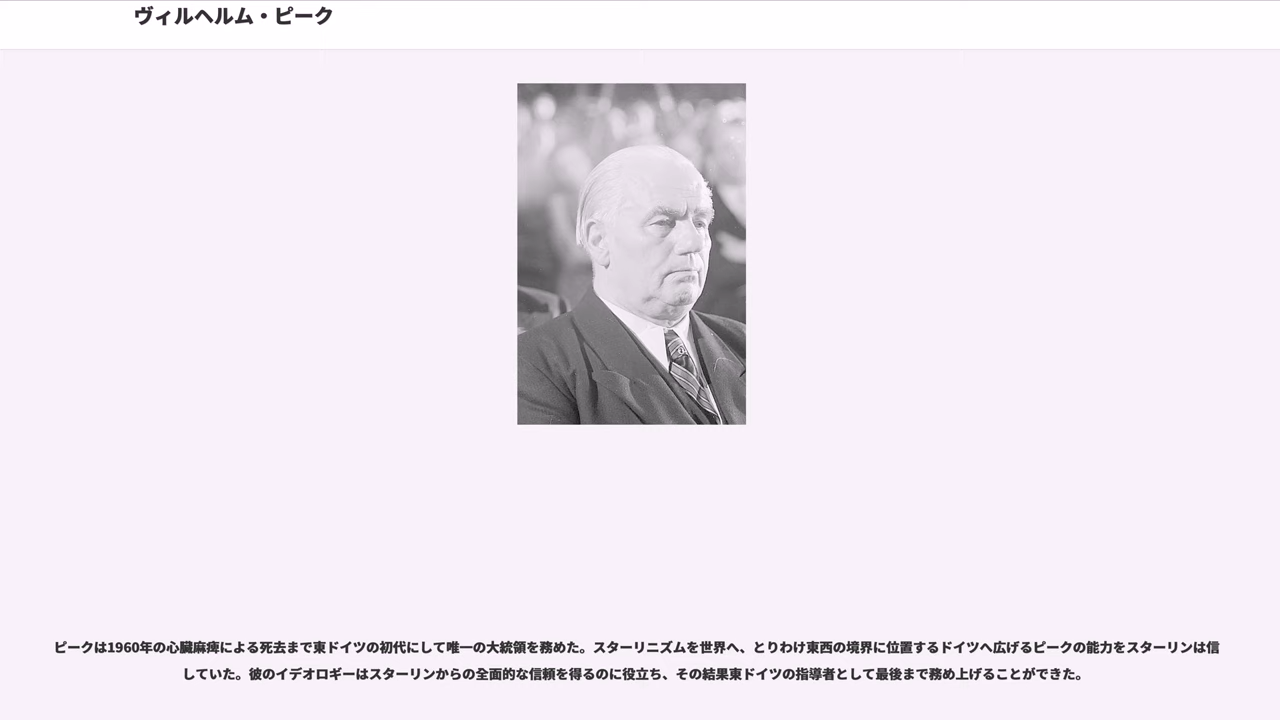 ヴィルヘルム・ピーク
ピークは1960年の心臓麻痺による死去まで東ドイツの初代にして唯一の大統領を務めた。スターリニズムを世界へ、とりわけ東西の境界に位置するドイツへ広げるピークの能力をスターリンは信
していた。彼のイデオロギーはスターリンからの全面的な信頼を得るのに役立ち、その結果東ドイツの指導者として最後まで務め上げることができた。